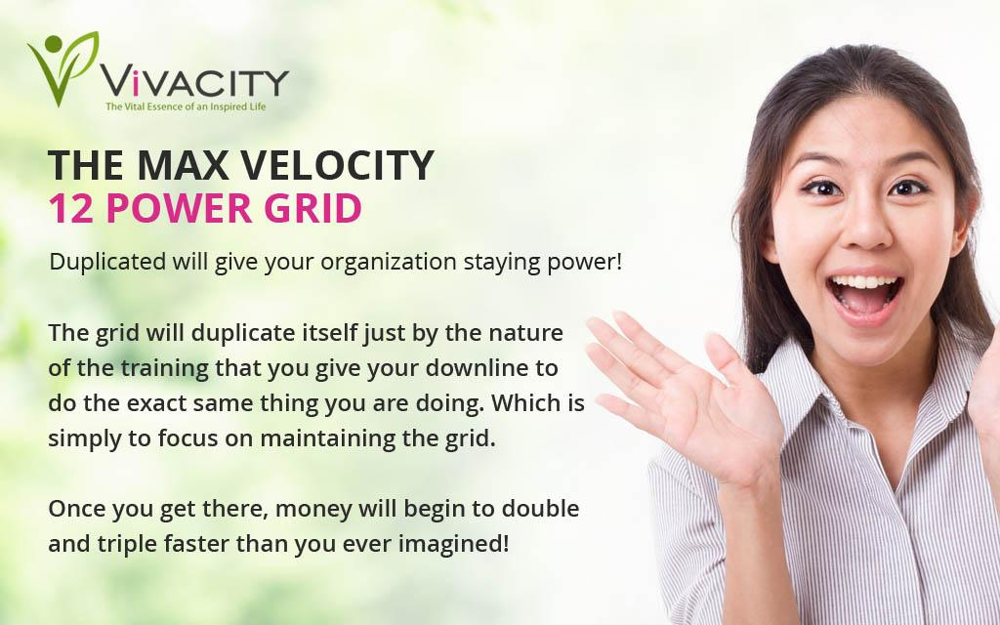 ViVACITY
The Vital Essence of an Inspired Life
THE MAX VELOCITY
12 POWER GRID
Duplicated will give your organization staying power!
The grid will duplicate itself just by the nature
of the training that you give your downline to
do the exact same thing you are doing. Which is
simply to focus on maintaining the grid.
Once you get there, money will begin to double
and triple faster than you ever imagined!